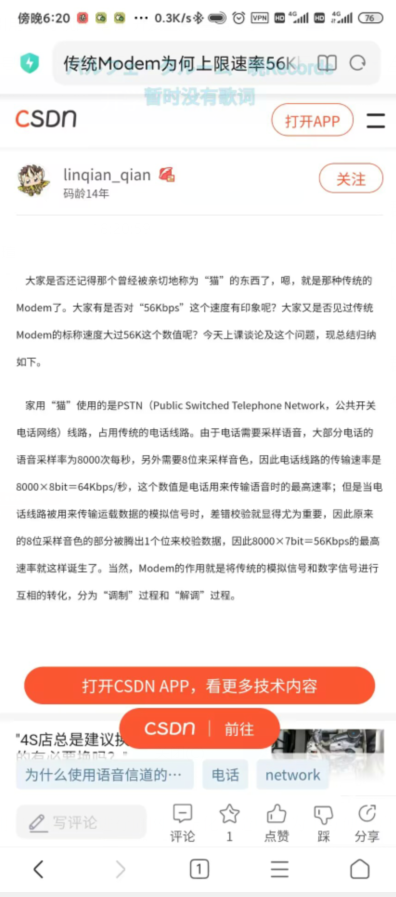 傍晚6:20 ··· 0.3K/s VPN HD 4G HD 4G 76
传统Modem为何上限速率56K
暂时没有歌词
CSDN 打开APP
linqian_qian
码龄14年
关注
大家是否还记得那个曾经被亲切地称为“猫”的东西了，嗯，就是那种传统的
Modem了。大家有是否对“56Kbps”这个速度有印象呢？大家又是否见过传统
Modem的标称速度大过56K这个数值呢？今天上课谈论及这个问题，现总结归纳
如下。
家用“猫”使用的是PSTN（Public Switched Telephone Network，公共开关
电话网络）线路，占用传统的电话线路。由于电话需要采样语音，大部分电话的
语音采样率为8000次每秒，另外需要8位来采样音色，因此电话线路的传输速率是
8000×8bit＝64Kbps/秒，这个数值是电话用来传输语音时的最高速率；但是当电
话线路被用来传输运载数据的模拟信号时，差错校验就显得尤为重要，因此原来
的8位采样音色的部分被腾出1个位来校验数据，因此8000×7bit＝56Kbps的最高
速率就这样诞生了。当然，Modem的作用就是将传统的模拟信号和数字信号进行
互相的转化，分为“调制”过程和“解调”过程。
打开CSDN APP，看更多技术内容
CSDN | 前往
"4S店总是建议换
为什么使用语音信道的⋯ 电话 network
写评论
评论 1 点赞 踩 分享
1